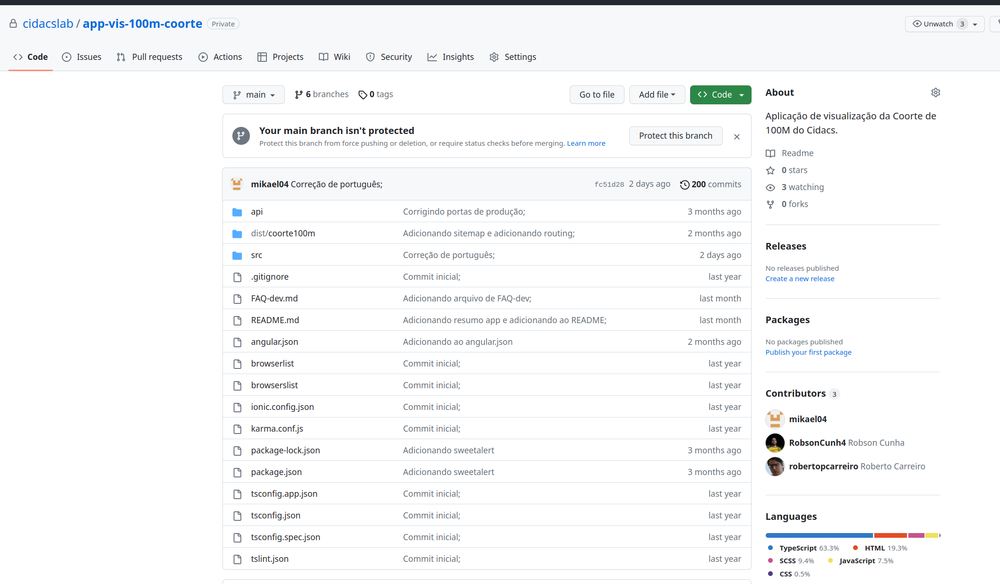 cidacslab / app-vis-100m-coorte Private
Unwatch 3
Code Issues Pull requests Actions Projects Wiki Security Insights Settings
main 6 branches 0 tags Go to file Add file Code
Your main branch isn't protected
Protect this branch from force pushing or deletion, or require status checks before merging. Learn more
Protect this branch
mikael04 Correção de português; fc51d28 2 days ago 200 commits
api Corrigindo portas de produção; 3 months ago
dist/coorte100m Adicionando sitemap e adicionando routing; 2 months ago
src Correção de português; 2 days ago
.gitignore Commit inicial; last year
FAQ-dev.md Adicionando arquivo de FAQ-dev; last month
README.md Adicionando resumo app e adicionando ao README; last month
angular.json Adicionando ao angular.json 2 months ago
browserlist Commit inicial; last year
browserslist Commit inicial; last year
ionic.config.json Commit inicial; last year
karma.conf.js Commit inicial; last year
package-lock.json Adicionando sweetalert 3 months ago
package.json Adicionando sweetalert 3 months ago
tsconfig.app.json Commit inicial; last year
tsconfig.json Commit inicial; last year
tsconfig.spec.json Commit inicial; last year
tslint.json Commit inicial; last year
About
Aplicação de visualização da Coorte de
100M do Cidacs.
Readme
0 stars
3 watching
0 forks
Releases
No releases published
Create a new release
Packages
No packages published
Publish your first package
Contributors 3
mikael04
RobsonCunh4 Robson Cunha
robertopcarreiro Roberto Carreiro
Languages
TypeScript 63.3% HTML 19.3%
SCSS 9.4% JavaScript 7.5%
CSS 0.5%